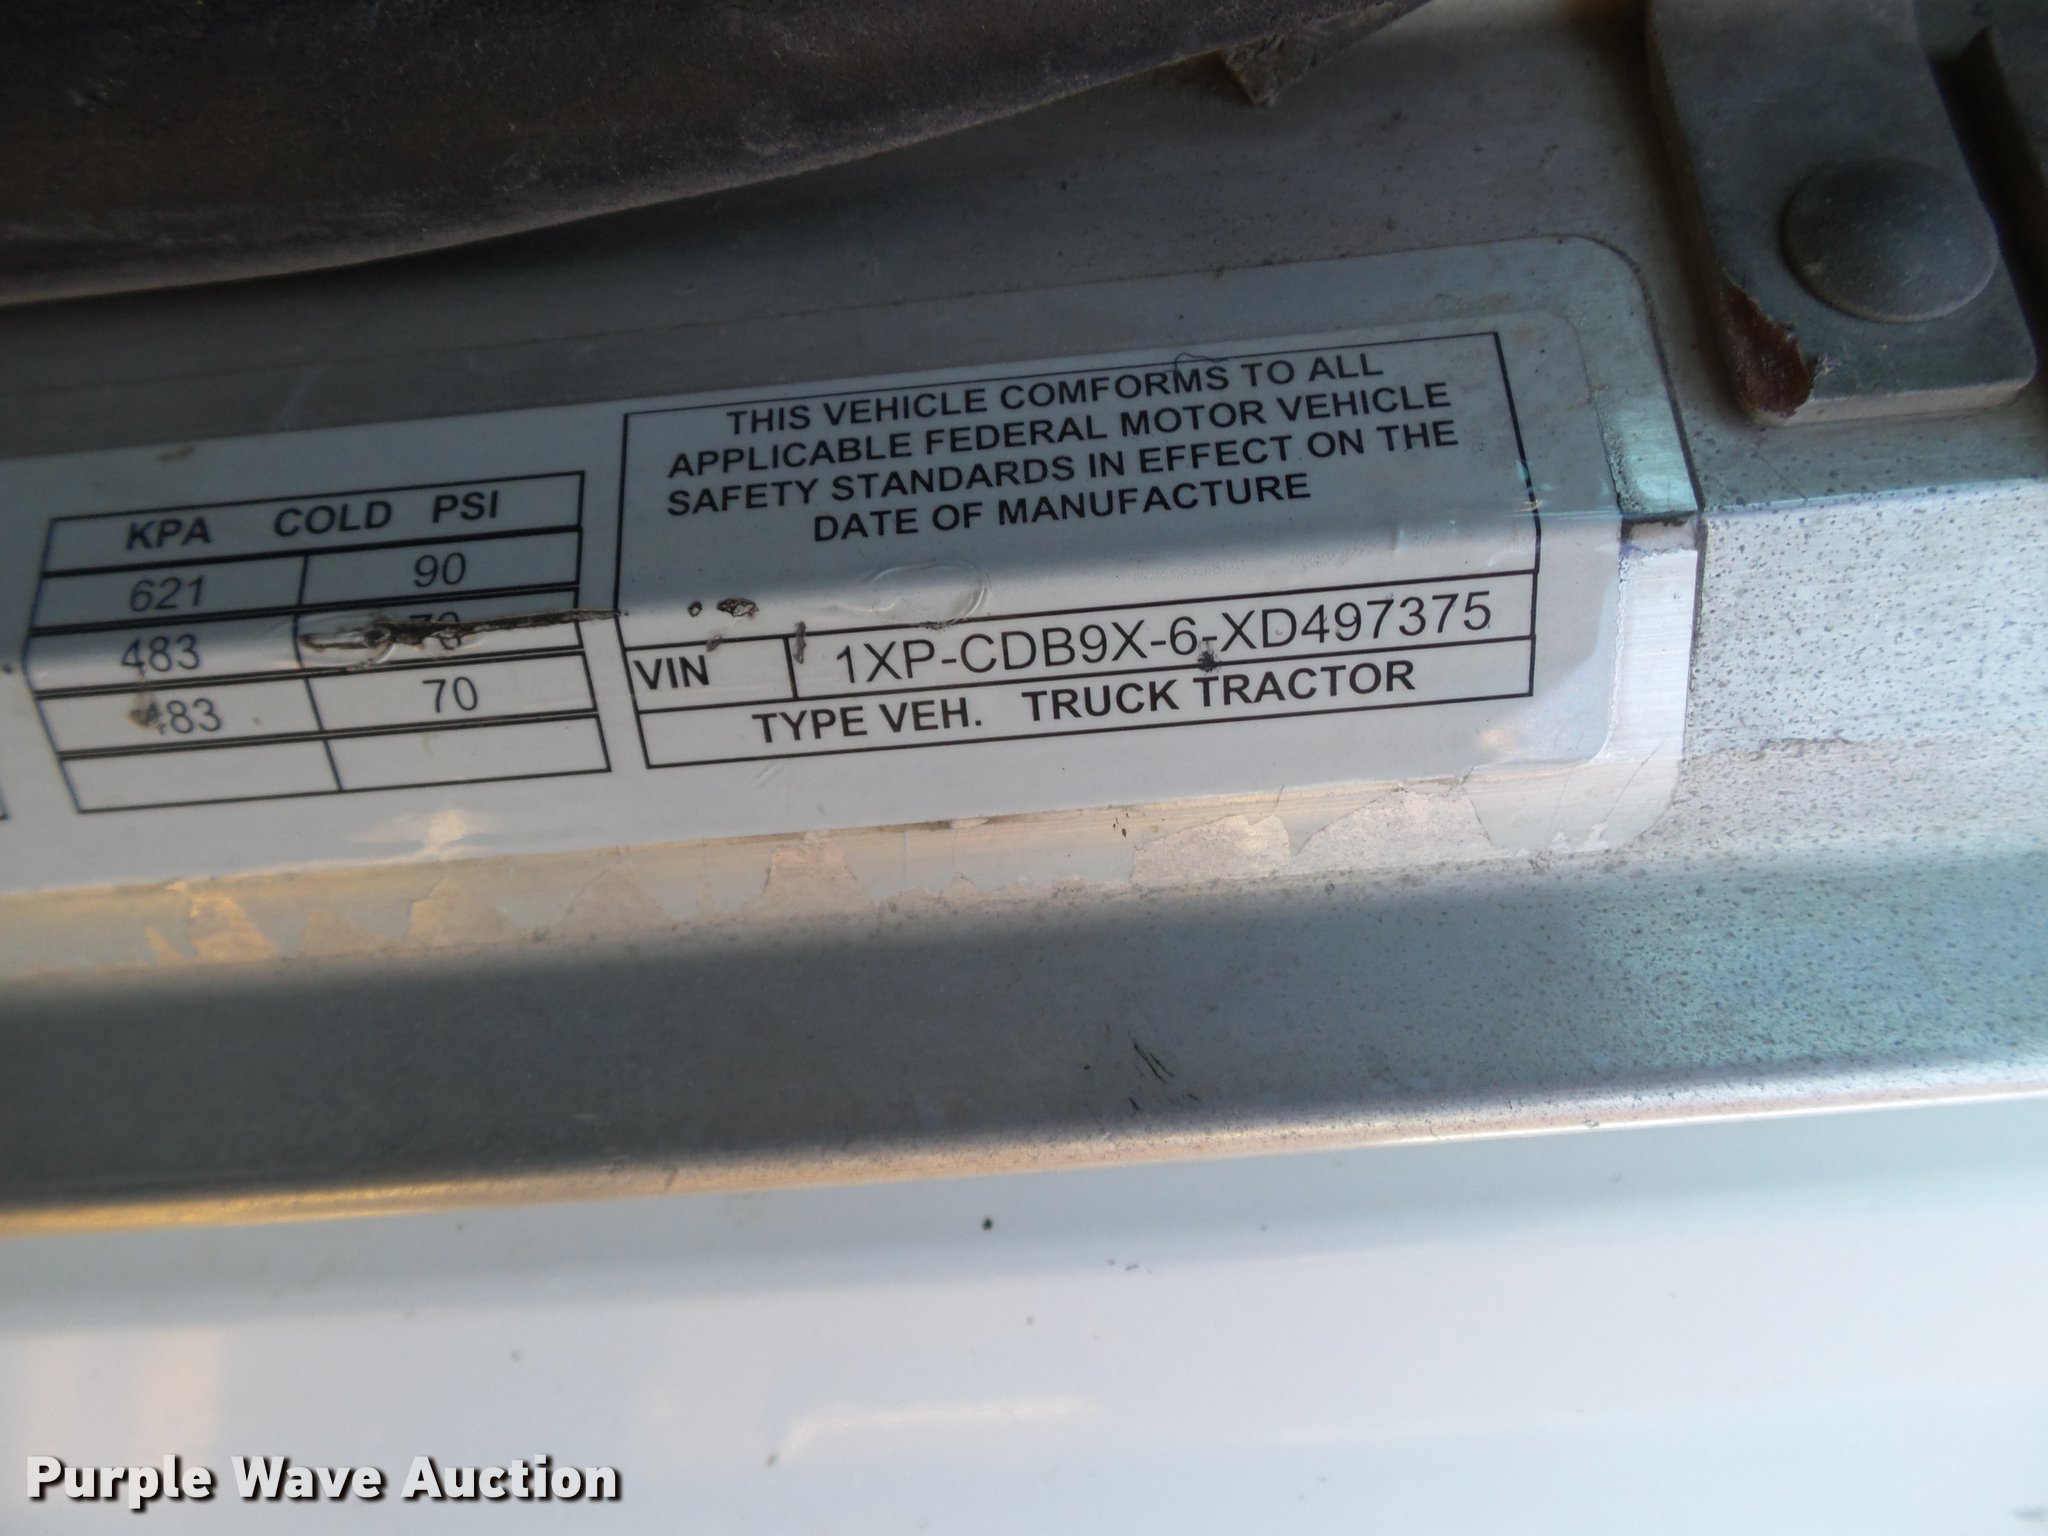 KPA COLD PSI
621 90
483 70
483 70
THIS VEHICLE COMFORMS TO ALL
APPLICABLE FEDERAL MOTOR VEHICLE
SAFETY STANDARDS IN EFFECT ON THE
DATE OF MANUFACTURE
VIN 1XP-CDB9X-6-XD497375
TYPE VEH. TRUCK TRACTOR
Purple Wave Auction